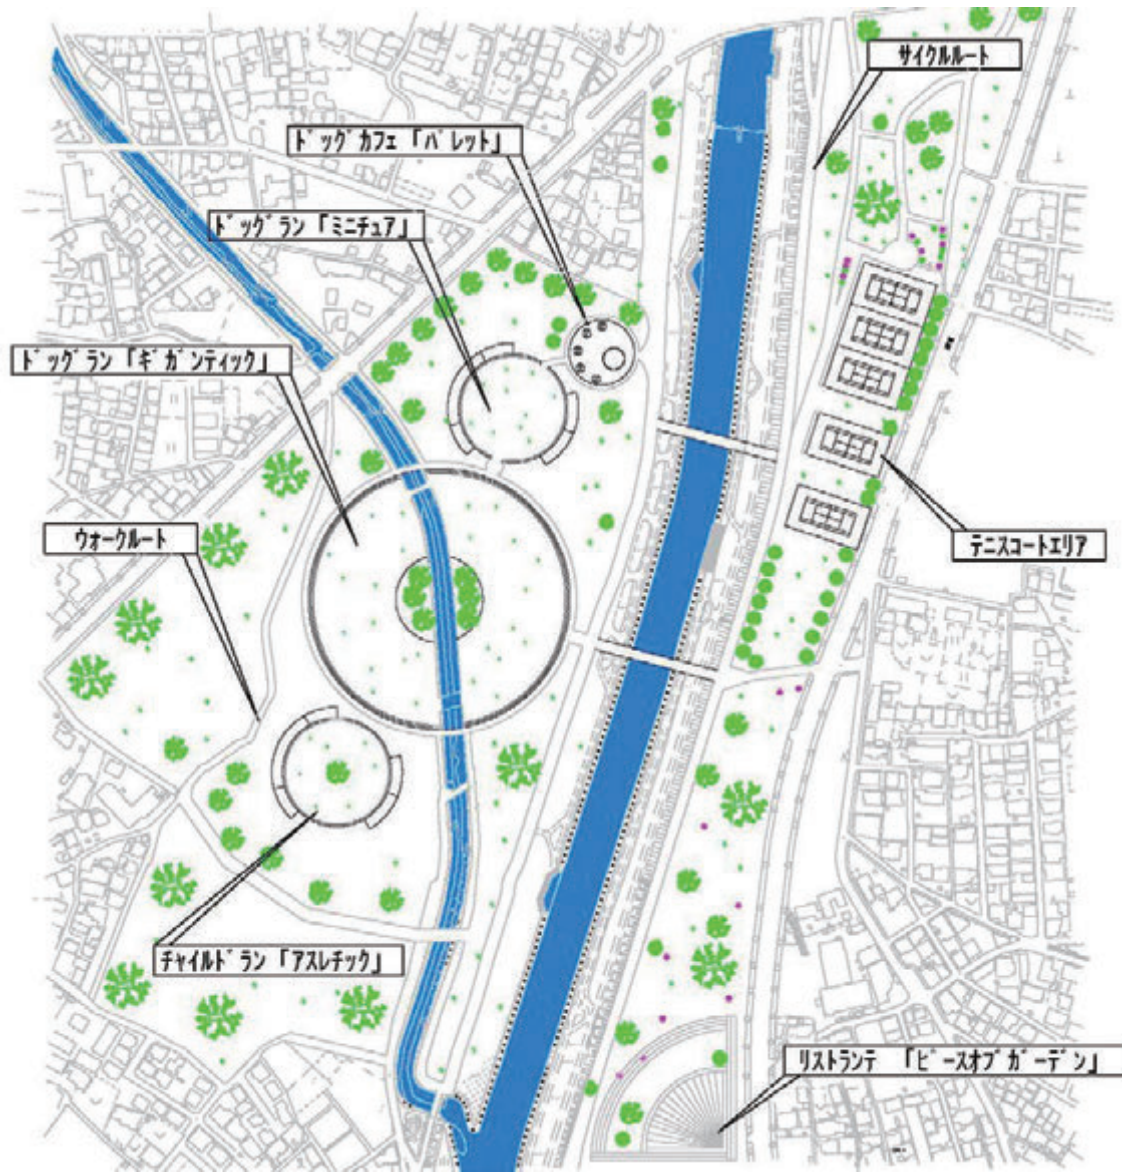 サイクルルート
ドッグカフェ「パレット」
ドッグラン「ミニチュア」
ドッグラン「ギガンティック」
ウォークルート
テニスコートエリア
チャイルドラン「アスレチック」
リストランテ 「ピースオブガーデン」